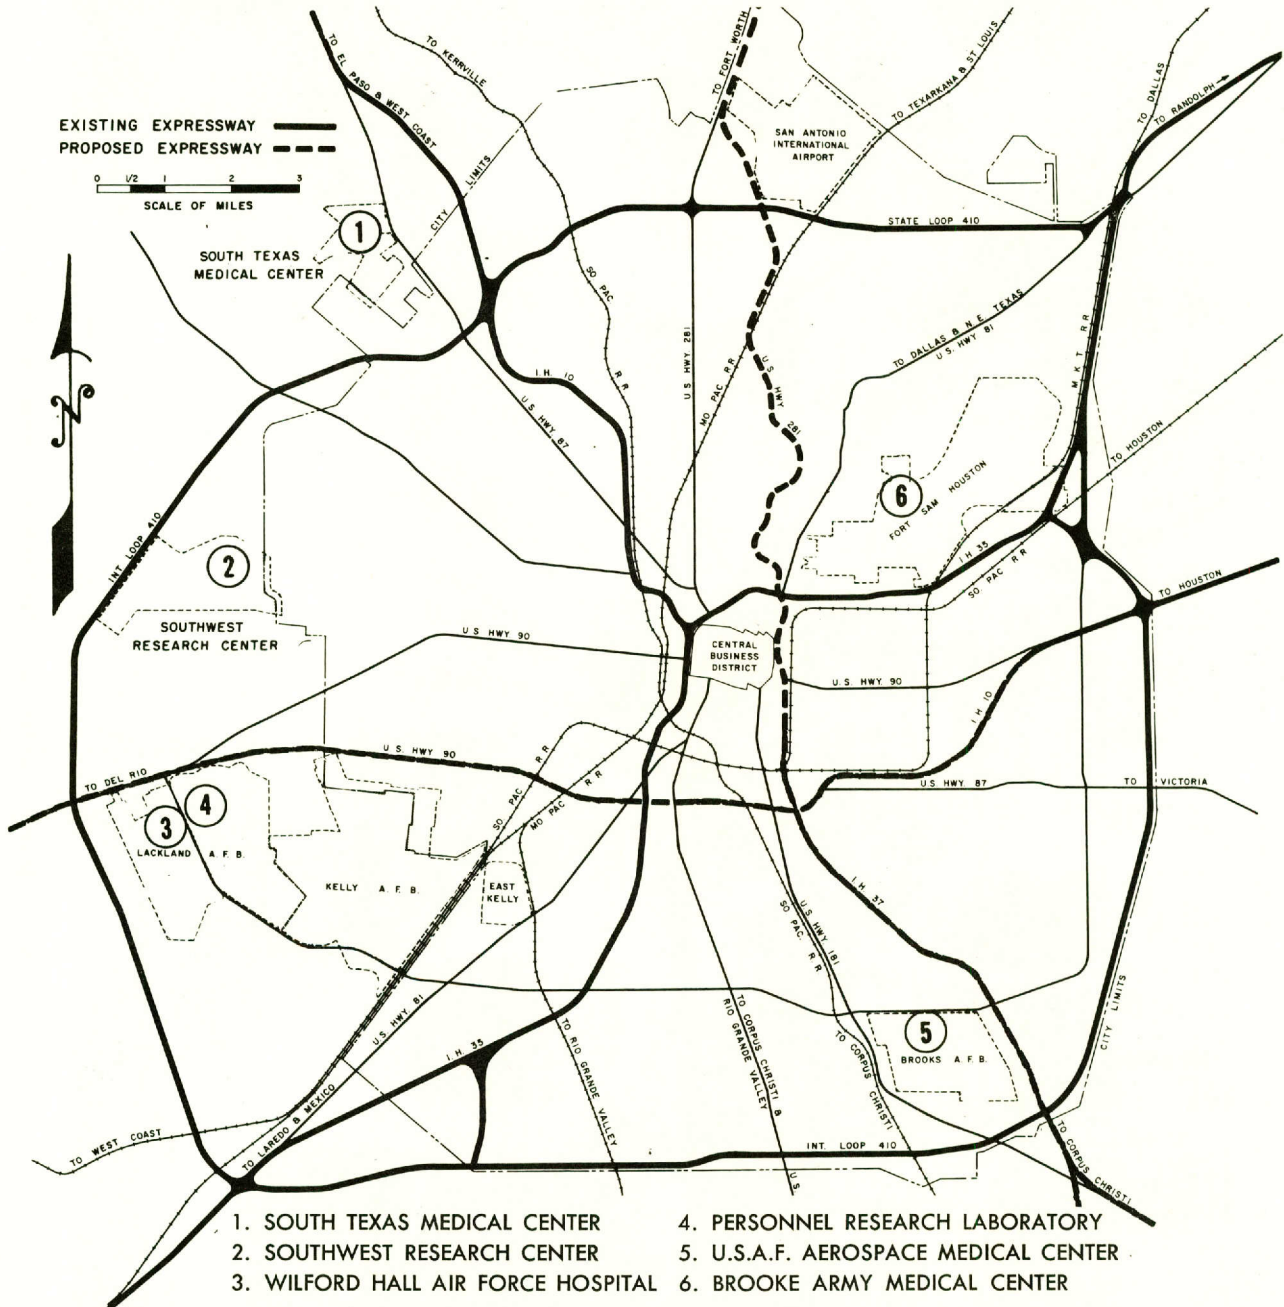 TO FORT WORTH
TO KERRVILLE
TO EL PASO & WEST COAST
TO TEXARKANA & ST LOUIS
TO DALLAS
TO RANDOLPH
EXISTING EXPRESSWAY
PROPOSED EXPRESSWAY
0 1/2 1 2 3
SCALE OF MILES
SAN ANTONIO
INTERNATIONAL
AIRPORT
CITY LIMITS
STATE LOOP 410
1
SOUTH TEXAS
MEDICAL CENTER
SO PAC R R
US HWY 281
MO PAC R R
U S HWY 281
TO DALLAS & N.E. TEXAS
U.S. HWY 81
M K T R R
N
I.H. 10
U S HWY 87
TO HOUSTON
6
FORT SAM HOUSTON
INT LOOP 410
2
SOUTHWEST
RESEARCH CENTER
I.H. 35
SO PAC R R
TO HOUSTON
U S HWY 90
CENTRAL
BUSINESS
DISTRICT
U.S. HWY 90
I.H. 10
U.S. HWY 90
TO DEL RIO
SO PAC R R
MO PAC R R
US HWY 87
TO VICTORIA
3
4
LACKLAND A.F.B.
KELLY A.F.B.
EAST
KELLY
I.H. 37
U S HWY 181
SO PAC R R
U.S. HWY 81
I.H. 35
TO RIO GRANDE VALLEY
TO CORPUS CHRISTI &
RIO GRANDE VALLEY
TO CORPUS CHRISTI
5
BROOKS A.F.B.
CITY LIMITS
TO WEST COAST
TO LAREDO & MEXICO
INT. LOOP 410
TO CORPUS CHRISTI
U S
1. SOUTH TEXAS MEDICAL CENTER
2. SOUTHWEST RESEARCH CENTER
3. WILFORD HALL AIR FORCE HOSPITAL
4. PERSONNEL RESEARCH LABORATORY
5. U.S.A.F. AEROSPACE MEDICAL CENTER
6. BROOKE ARMY MEDICAL CENTER